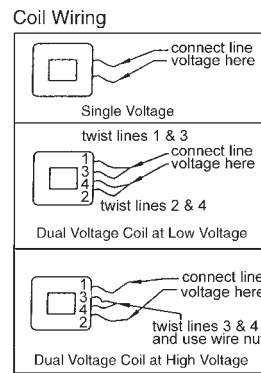 Coil Wiring
connect line
voltage here
Single Voltage
twist lines 1 & 3
connect line
voltage here
1
3
4
2
twist lines 2 & 4
Dual Voltage Coil at Low Voltage
connect line
voltage here
1
3
4
2
twist lines 3 & 4
and use wire nu
Dual Voltage Coil at High Voltage